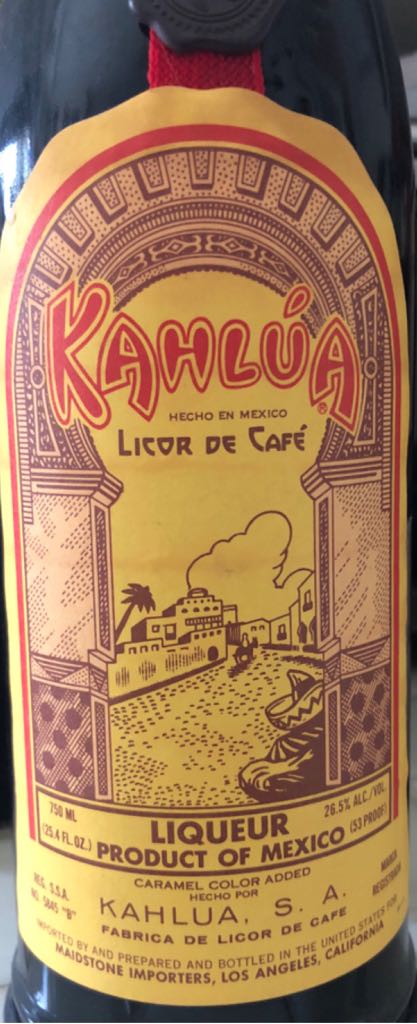 KAHLÚA
®
HECHO EN MEXICO
LICOR DE CAFÉ
750 ML
(25.4 FL. OZ.)
26.5% ALC./VOL.
(53 PROOF)
LIQUEUR
PRODUCT OF MEXICO
CARAMEL COLOR ADDED
HECHO POR
REG. S.S.A.
NO. 5845 "B"
MARCA
REGISTRADA
KAHLUA, S. A.
FABRICA DE LICOR DE CAFE
IMPORTED BY AND PREPARED AND BOTTLED IN THE UNITED STATES FOR
MAIDSTONE IMPORTERS, LOS ANGELES, CALIFORNIA